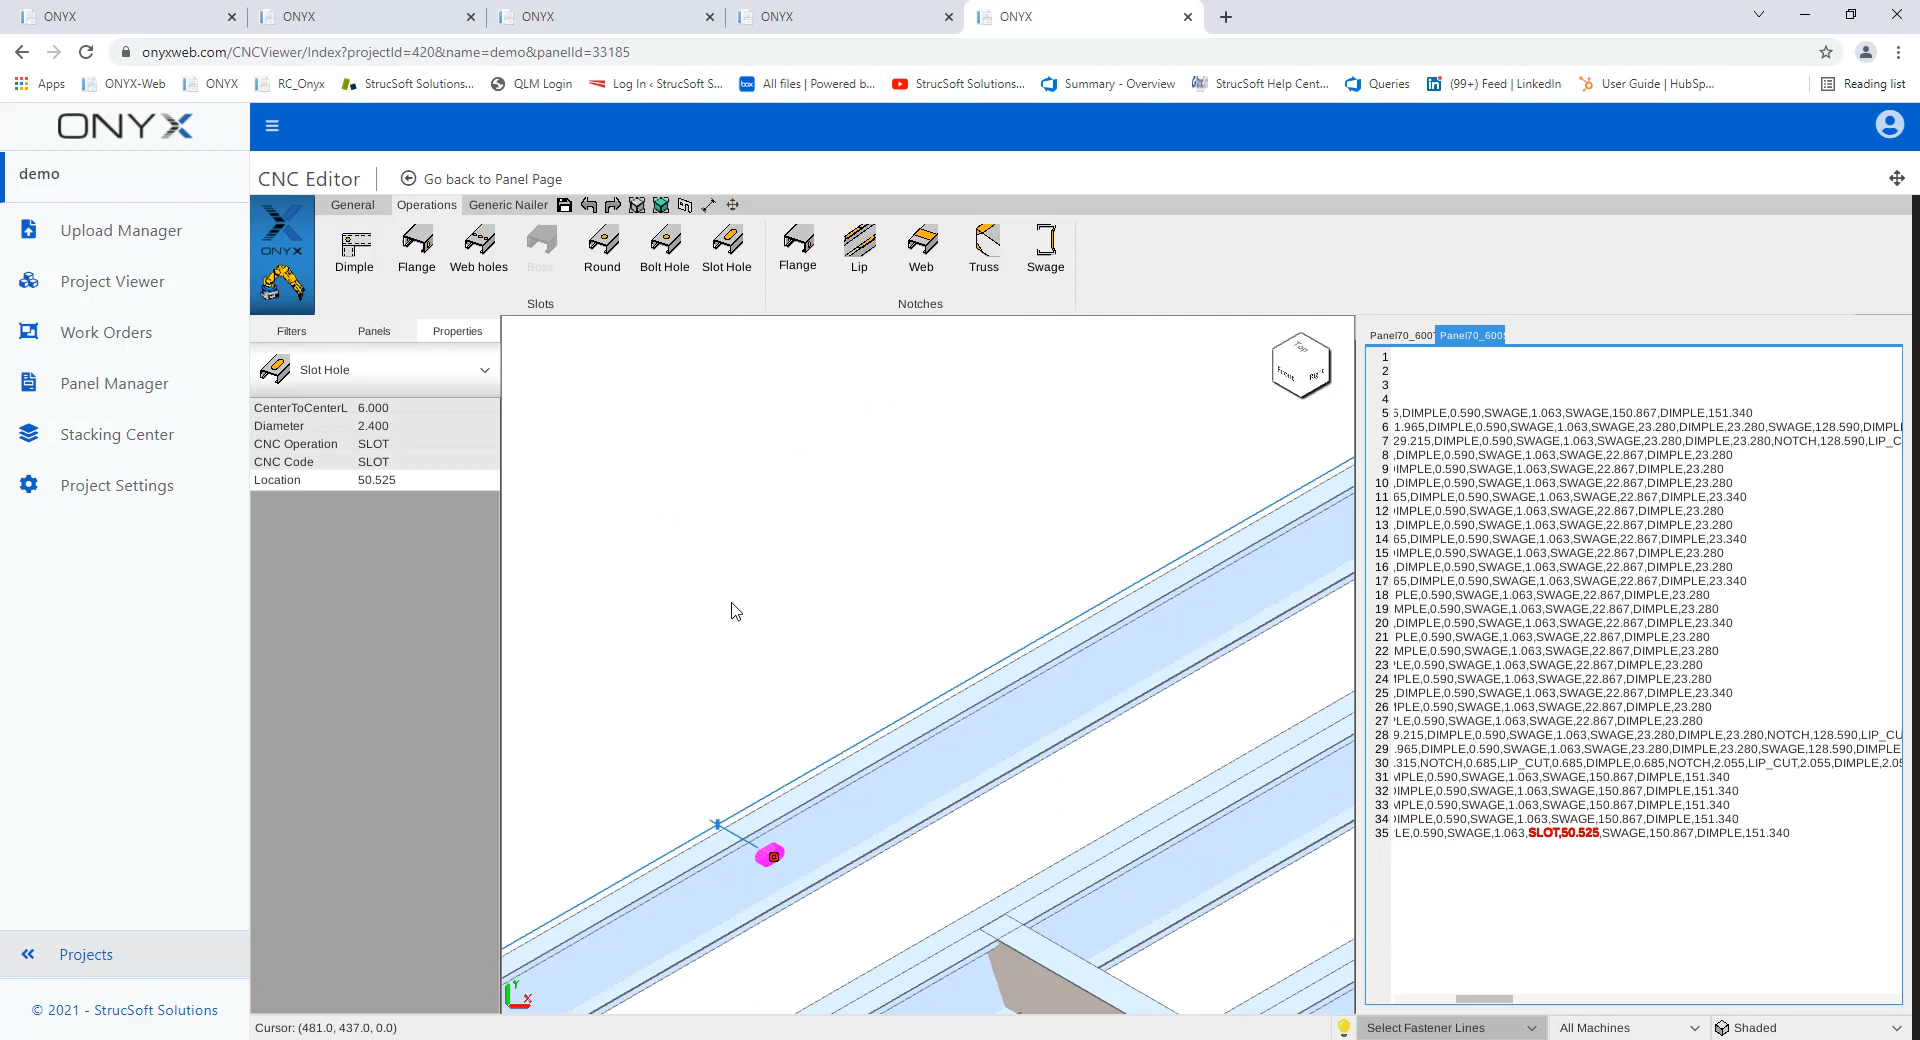 ONYX
ONYX
ONYX
ONYX
ONYX
onyxweb.com/CNCViewer/Index?projectId=420&name=demo&panelId=33185
Apps
ONYX-Web
ONYX
RC_Onyx
StrucSoft Solutions...
QLM Login
Log In ‹ StrucSoft S...
All files | Powered b...
StrucSoft Solutions...
Summary - Overview
StrucSoft Help Cent...
Queries
(99+) Feed | LinkedIn
User Guide | HubSp...
Reading list
ONYX
demo
Upload Manager
Project Viewer
Work Orders
Panel Manager
Stacking Center
Project Settings
Projects
© 2021 - StrucSoft Solutions
CNC Editor
Go back to Panel Page
ONYX
General
Operations
Generic Nailer
Dimple
Flange
Web holes
Boss
Round
Bolt Hole
Slot Hole
Slots
Flange
Lip
Web
Truss
Swage
Notches
Filters
Panels
Properties
Slot Hole
CenterToCenterL 6.000
Diameter 2.400
CNC Operation SLOT
CNC Code SLOT
Location 50.525
Top
Front
Y
X
Panel70_600
Panel70_600
1
2
3
4
5 ,DIMPLE,0.590,SWAGE,1.063,SWAGE,150.867,DIMPLE,151.340
6 1.965,DIMPLE,0.590,SWAGE,1.063,SWAGE,23.280,DIMPLE,23.280,SWAGE,128.590,DIMPL
7 29.215,DIMPLE,0.590,SWAGE,1.063,SWAGE,23.280,DIMPLE,23.280,NOTCH,128.590,LIP_C
8 ,DIMPLE,0.590,SWAGE,1.063,SWAGE,22.867,DIMPLE,23.280
9 IMPLE,0.590,SWAGE,1.063,SWAGE,22.867,DIMPLE,23.280
10 ,DIMPLE,0.590,SWAGE,1.063,SWAGE,22.867,DIMPLE,23.280
11 65,DIMPLE,0.590,SWAGE,1.063,SWAGE,22.867,DIMPLE,23.340
12 IMPLE,0.590,SWAGE,1.063,SWAGE,22.867,DIMPLE,23.280
13 ,DIMPLE,0.590,SWAGE,1.063,SWAGE,22.867,DIMPLE,23.280
14 65,DIMPLE,0.590,SWAGE,1.063,SWAGE,22.867,DIMPLE,23.340
15 IMPLE,0.590,SWAGE,1.063,SWAGE,22.867,DIMPLE,23.280
16 ,DIMPLE,0.590,SWAGE,1.063,SWAGE,22.867,DIMPLE,23.280
17 65,DIMPLE,0.590,SWAGE,1.063,SWAGE,22.867,DIMPLE,23.340
18 PLE,0.590,SWAGE,1.063,SWAGE,22.867,DIMPLE,23.280
19 MPLE,0.590,SWAGE,1.063,SWAGE,22.867,DIMPLE,23.280
20 ,DIMPLE,0.590,SWAGE,1.063,SWAGE,22.867,DIMPLE,23.340
21 PLE,0.590,SWAGE,1.063,SWAGE,22.867,DIMPLE,23.280
22 MPLE,0.590,SWAGE,1.063,SWAGE,22.867,DIMPLE,23.280
23 LE,0.590,SWAGE,1.063,SWAGE,22.867,DIMPLE,23.280
24 PLE,0.590,SWAGE,1.063,SWAGE,22.867,DIMPLE,23.280
25 ,DIMPLE,0.590,SWAGE,1.063,SWAGE,22.867,DIMPLE,23.340
26 PLE,0.590,SWAGE,1.063,SWAGE,22.867,DIMPLE,23.280
27 LE,0.590,SWAGE,1.063,SWAGE,22.867,DIMPLE,23.280
28 9.215,DIMPLE,0.590,SWAGE,1.063,SWAGE,23.280,DIMPLE,23.280,NOTCH,128.590,LIP_CU
29 .965,DIMPLE,0.590,SWAGE,1.063,SWAGE,23.280,DIMPLE,23.280,SWAGE,128.590,DIMPLE
30 .315,NOTCH,0.685,LIP_CUT,0.685,DIMPLE,0.685,NOTCH,2.055,LIP_CUT,2.055,DIMPLE,2.05
31 MPLE,0.590,SWAGE,1.063,SWAGE,150.867,DIMPLE,151.340
32 DIMPLE,0.590,SWAGE,1.063,SWAGE,150.867,DIMPLE,151.340
33 MPLE,0.590,SWAGE,1.063,SWAGE,150.867,DIMPLE,151.340
34 DIMPLE,0.590,SWAGE,1.063,SWAGE,150.867,DIMPLE,151.340
35 LE,0.590,SWAGE,1.063,SLOT,50.525,SWAGE,150.867,DIMPLE,151.340
Cursor: (481.0, 437.0, 0.0)
Select Fastener Lines
All Machines
Shaded